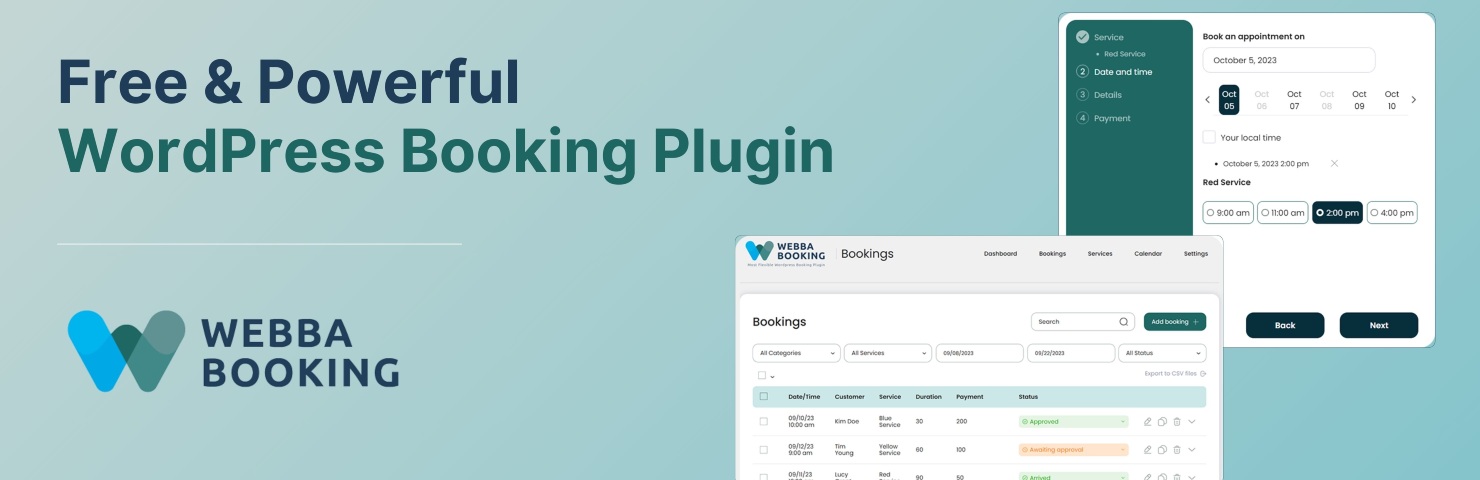 Free & Powerful
WordPress Booking Plugin
WEBBA
BOOKING
Service
Red Service
2 Date and time
3 Details
4 Payment
Book an appointment on
October 5, 2023
Oct Oct Oct Oct Oct Oct
05 06 07 08 09 10
Your local time
October 5, 2023 2:00 pm
Red Service
9:00 am 11:00 am 2:00 pm 4:00 pm
Back Next
WEBBA
BOOKING
Most Flexible Wordpress Booking Plugin
Bookings
Dashboard Bookings Services Calendar Settings
Bookings
Search
Add booking +
All Categories All Services 09/08/2023 09/22/2023 All Status
Export to CSV files
Date/Time Customer Service Duration Payment Status
09/10/23 Kim Doe Blue 30 200 Approved
10:00 am Service
09/12/23 Tim Yellow 60 100 Awaiting approval
9:00 am Young Service
09/11/23 Lucy Red 90 50 Arrived